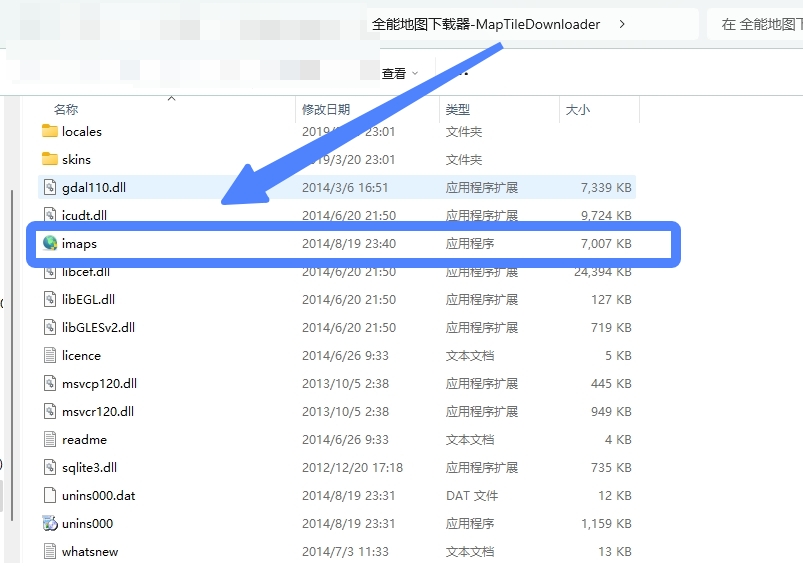 全能地图下载器-MapTileDownloader >
在 全能地图下
查看
名称 修改日期 类型 大小
locales 23:01 文件夹
skins 2019/3/20 23:01 文件夹
gdal110.dll 2014/3/6 16:51 应用程序扩展 7,339 KB
icudt.dll 2014/6/20 21:50 应用程序扩展 9,724 KB
imaps 2014/8/19 23:40 应用程序 7,007 KB
libcef.dll 2014/6/20 21:50 应用程序扩展 24,394 KB
libEGL.dll 2014/6/20 21:50 应用程序扩展 127 KB
libGLESv2.dll 2014/6/20 21:50 应用程序扩展 719 KB
licence 2014/6/26 9:33 文本文档 5 KB
msvcp120.dll 2013/10/5 2:38 应用程序扩展 445 KB
msvcr120.dll 2013/10/5 2:38 应用程序扩展 949 KB
readme 2014/6/26 9:33 文本文档 4 KB
sqlite3.dll 2012/12/20 17:18 应用程序扩展 735 KB
unins000.dat 2014/8/19 23:31 DAT 文件 12 KB
unins000 2014/8/19 23:31 应用程序 1,159 KB
whatsnew 2014/7/3 11:33 文本文档 13 KB